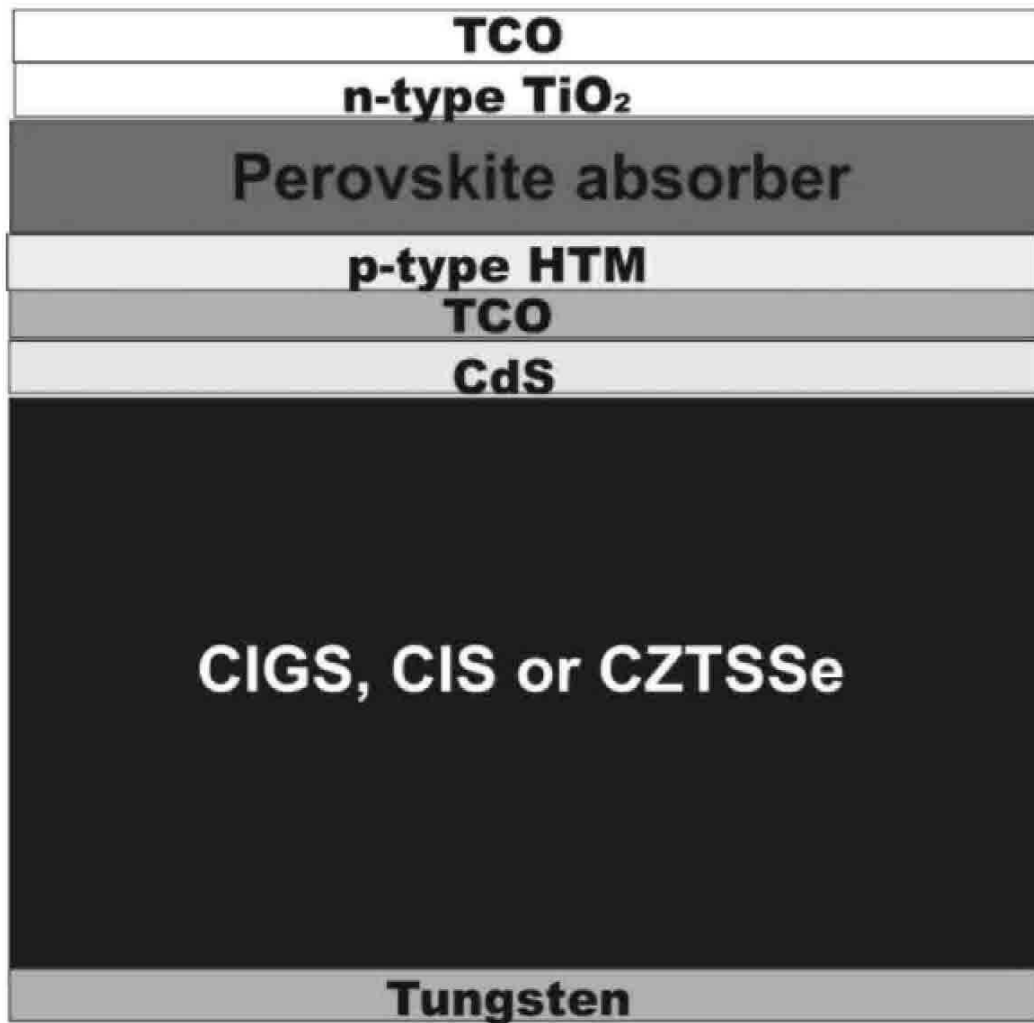 TCO
n-type TiO₂
Perovskite absorber
p-type HTM
TCO
CdS
CIGS, CIS or CZTSSe
Tungsten